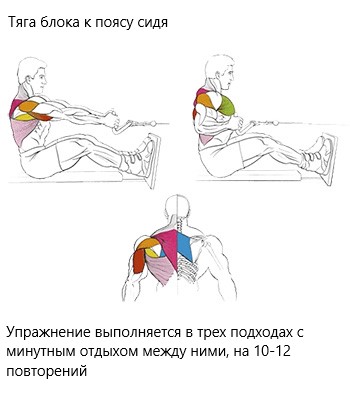 Тяга блока к поясу сидя
Упражнение выполняется в трех подходах с
минутным отдыхом между ними, на 10-12
повторений